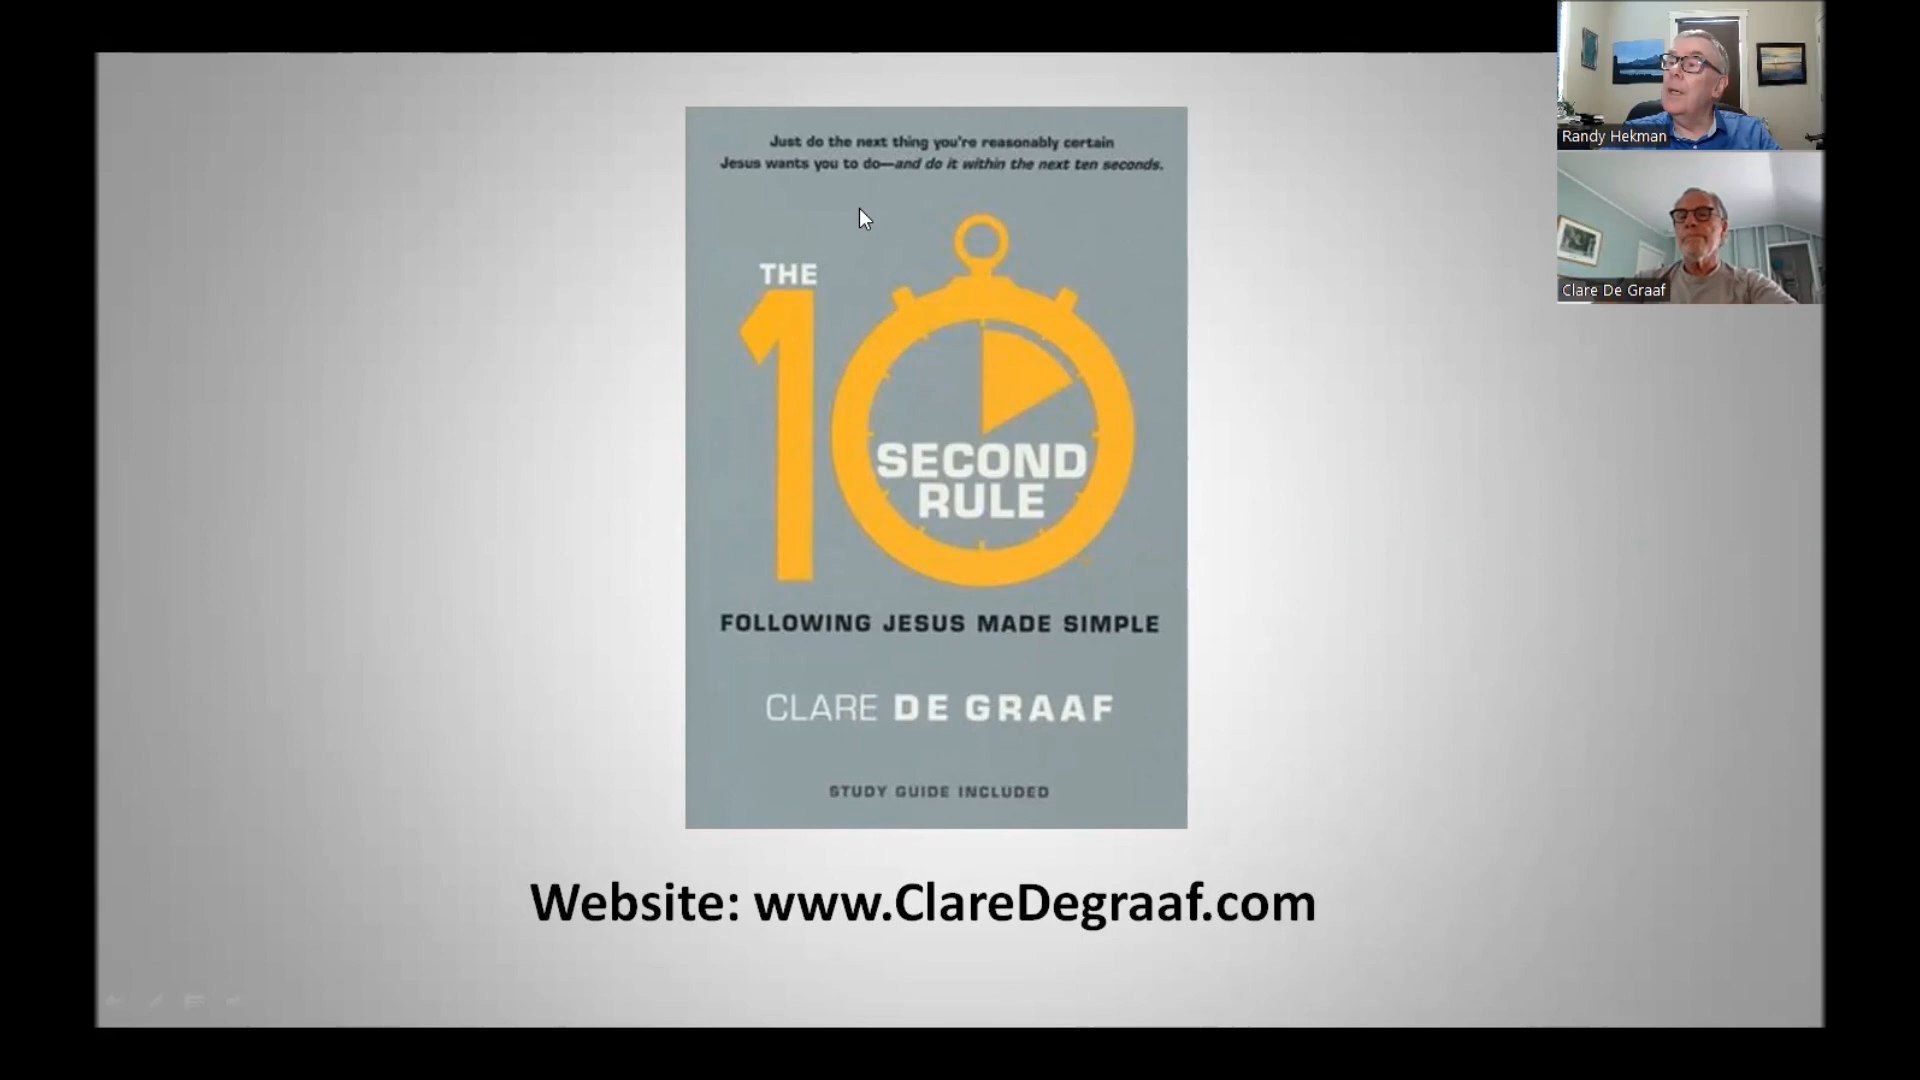 Just do the next thing you're reasonably certain
Jesus wants you to do—and do it within the next ten seconds.
THE
10
SECOND
RULE
FOLLOWING JESUS MADE SIMPLE
CLARE DE GRAAF
STUDY GUIDE INCLUDED
Website: www.ClareDegraaf.com
Randy Hekman
Clare De Graaf